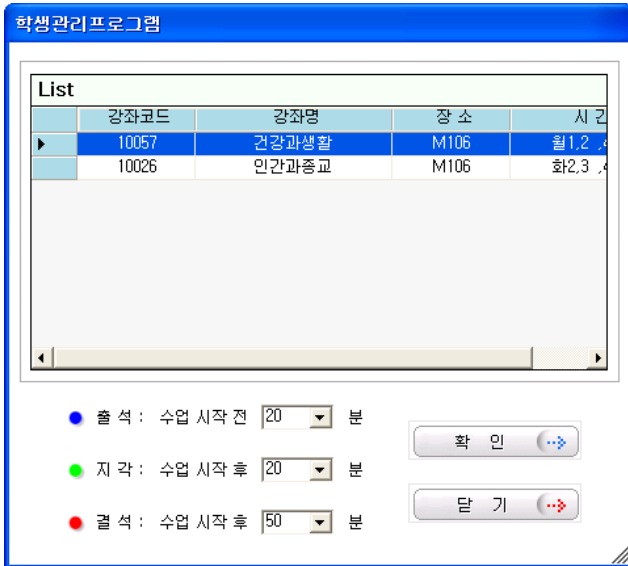 학생관리프로그램
List
강좌코드 강좌명 장 소 시 간
10057 건강과생활 M106 월1,2
10026 인간과종교 M106 화2,3
출 석 : 수업 시작 전 20 분
확 인
지 각 : 수업 시작 후 20 분
닫 기
결 석 : 수업 시작 후 50 분